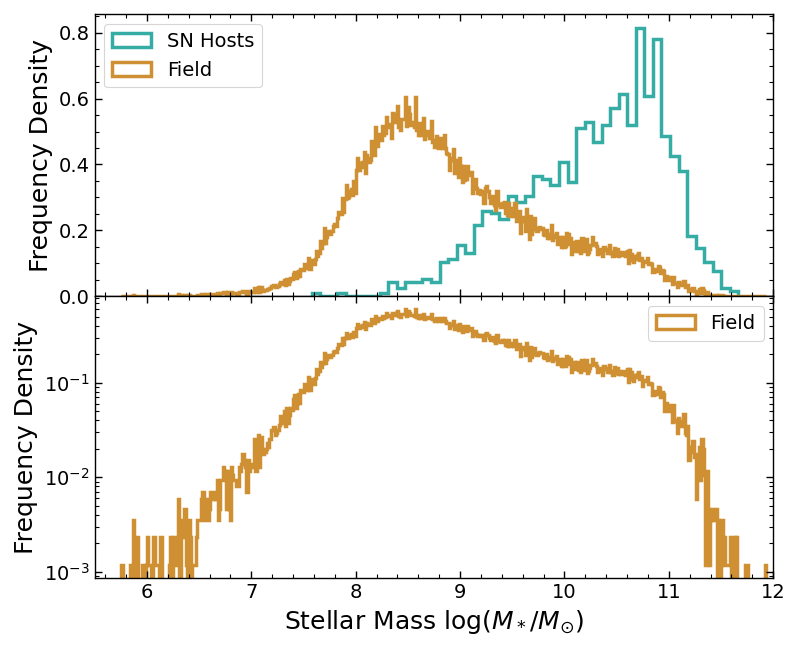 SN Hosts
Field
Frequency Density
0.8
0.6
0.4
0.2
0.0
Field
Frequency Density
10⁻¹
10⁻²
10⁻³
6 7 8 9 10 11 12
Stellar Mass log(M*/M⊙)